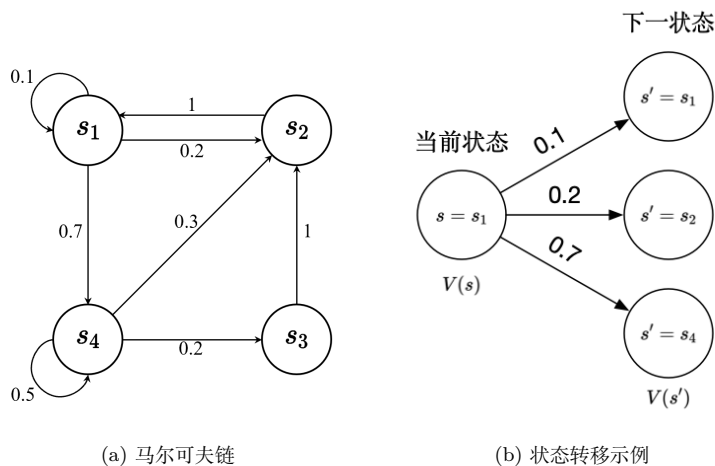 0.1
s₁
1
0.2
s₂
0.7
0.3
1
s₄
0.2
s₃
0.5
(a) 马尔可夫链
下一状态
s′ = s₁
当前状态
0.1
s = s₁
0.2
s′ = s₂
V(s)
0.7
s′ = s₄
V(s′)
(b) 状态转移示例